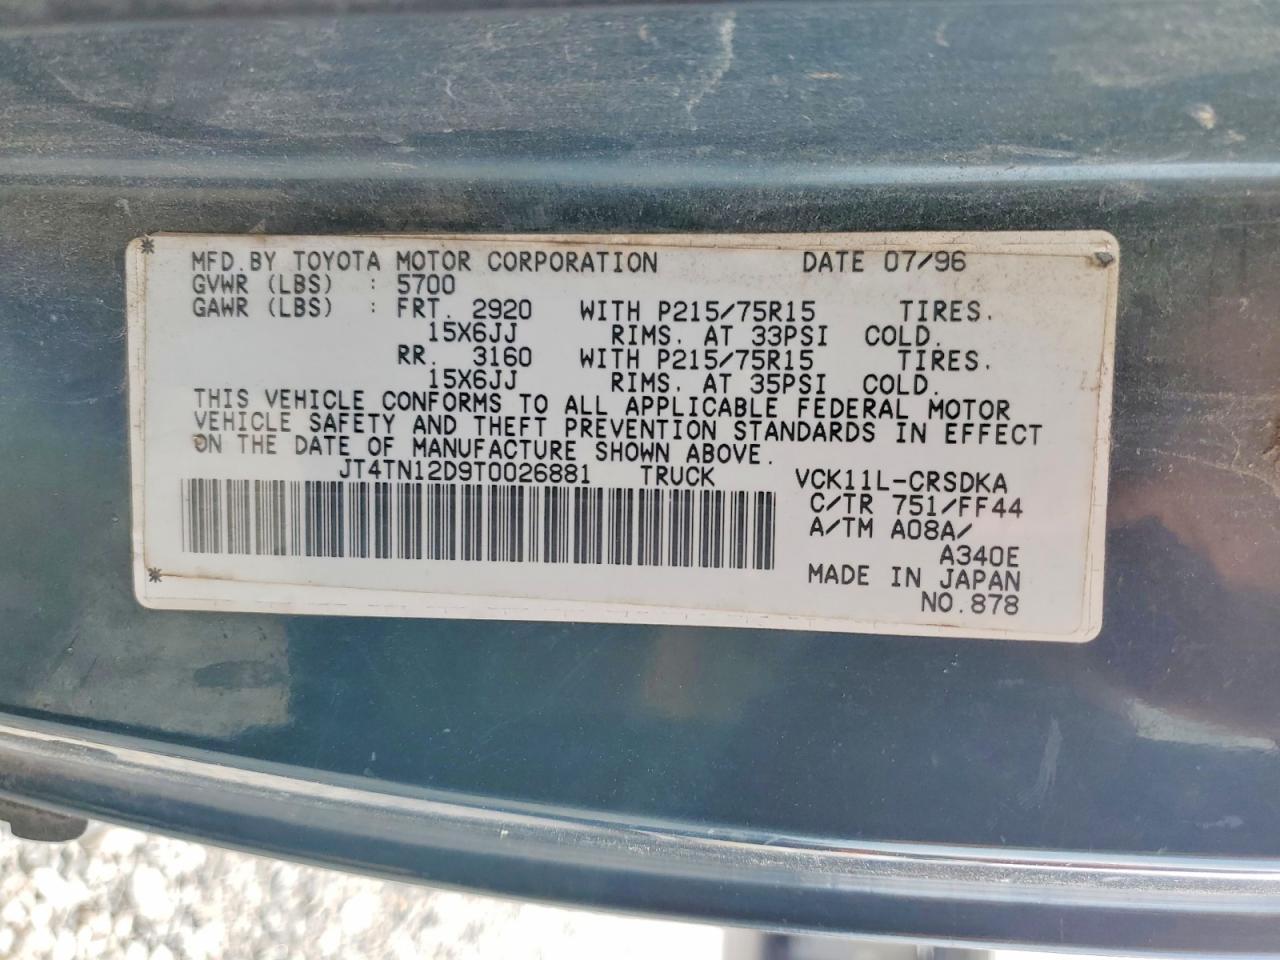 MFD.BY TOYOTA MOTOR CORPORATION DATE 07/96
GVWR (LBS) : 5700
GAWR (LBS) : FRT. 2920 WITH P215/75R15 TIRES.
15X6JJ RIMS. AT 33PSI COLD.
RR. 3160 WITH P215/75R15 TIRES.
15X6JJ RIMS. AT 35PSI COLD.
THIS VEHICLE CONFORMS TO ALL APPLICABLE FEDERAL MOTOR
VEHICLE SAFETY AND THEFT PREVENTION STANDARDS IN EFFECT
ON THE DATE OF MANUFACTURE SHOWN ABOVE.
JT4TN12D9T0026881 TRUCK VCK11L-CRSDKA
C/TR 751/FF44
A/TM A08A/
A340E
MADE IN JAPAN
NO.878